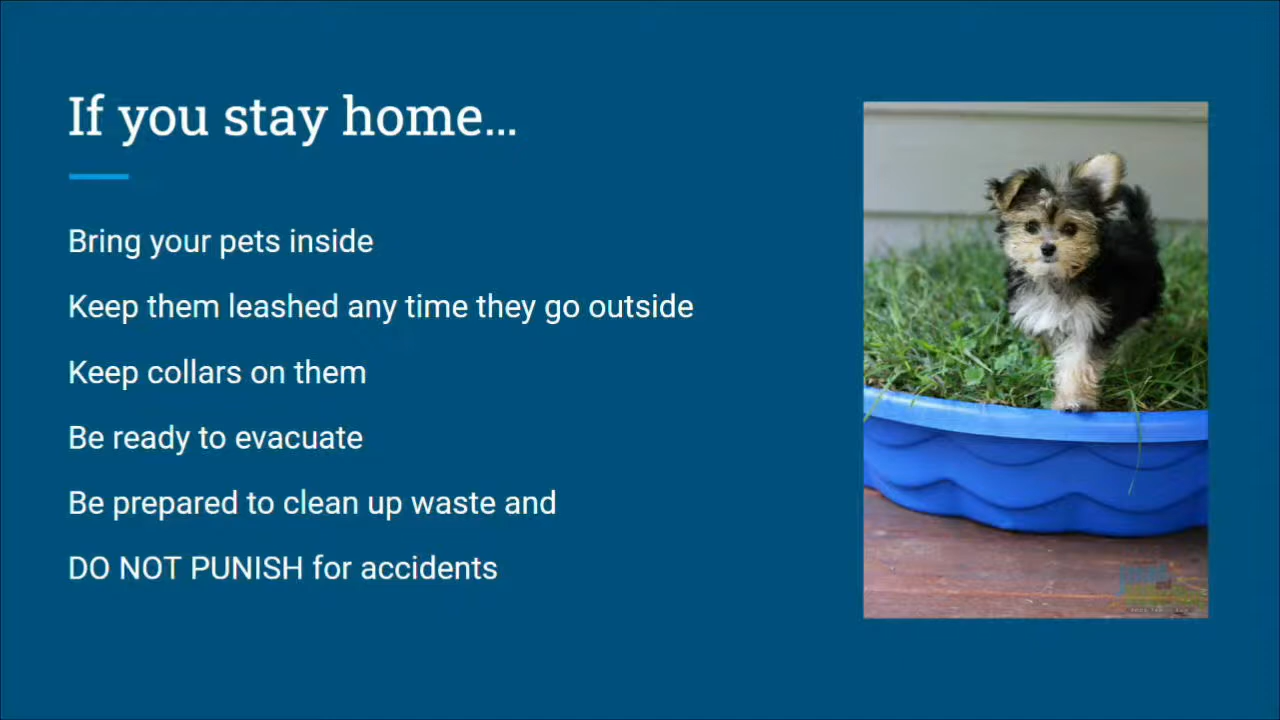 If you stay home...
Bring your pets inside
Keep them leashed any time they go outside
Keep collars on them
Be ready to evacuate
Be prepared to clean up waste and
DO NOT PUNISH for accidents